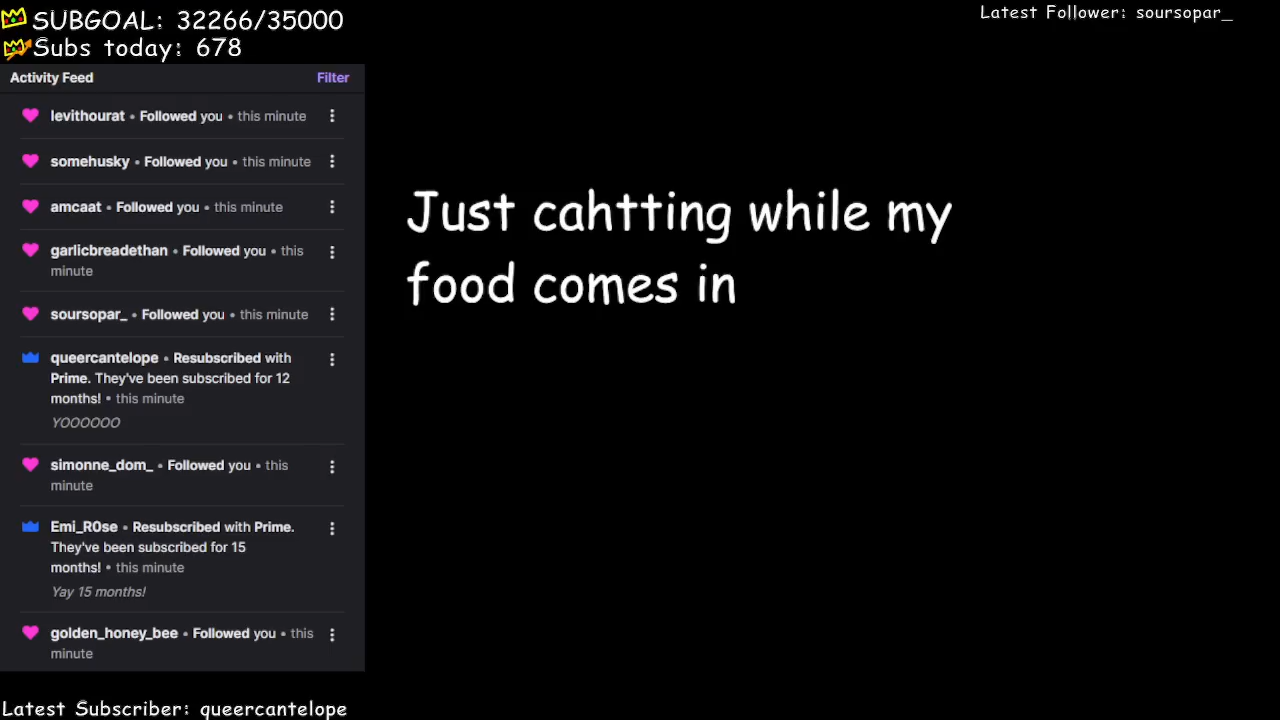 SUBGOAL: 32266/35000
Subs today: 678
Latest Follower: soursopar_
Activity Feed
Filter
levithourat • Followed you • this minute
somehusky • Followed you • this minute
amcaat • Followed you • this minute
garlicbreadethan • Followed you • this
minute
soursopar_ • Followed you • this minute
queercantelope • Resubscribed with
Prime. They've been subscribed for 12
months! • this minute
YOOOOOO
simonne_dom_ • Followed you • this
minute
Emi_R0se • Resubscribed with Prime.
They've been subscribed for 15
months! • this minute
Yay 15 months!
golden_honey_bee • Followed you • this
minute
Just cahtting while my
food comes in
Latest Subscriber: queercantelope